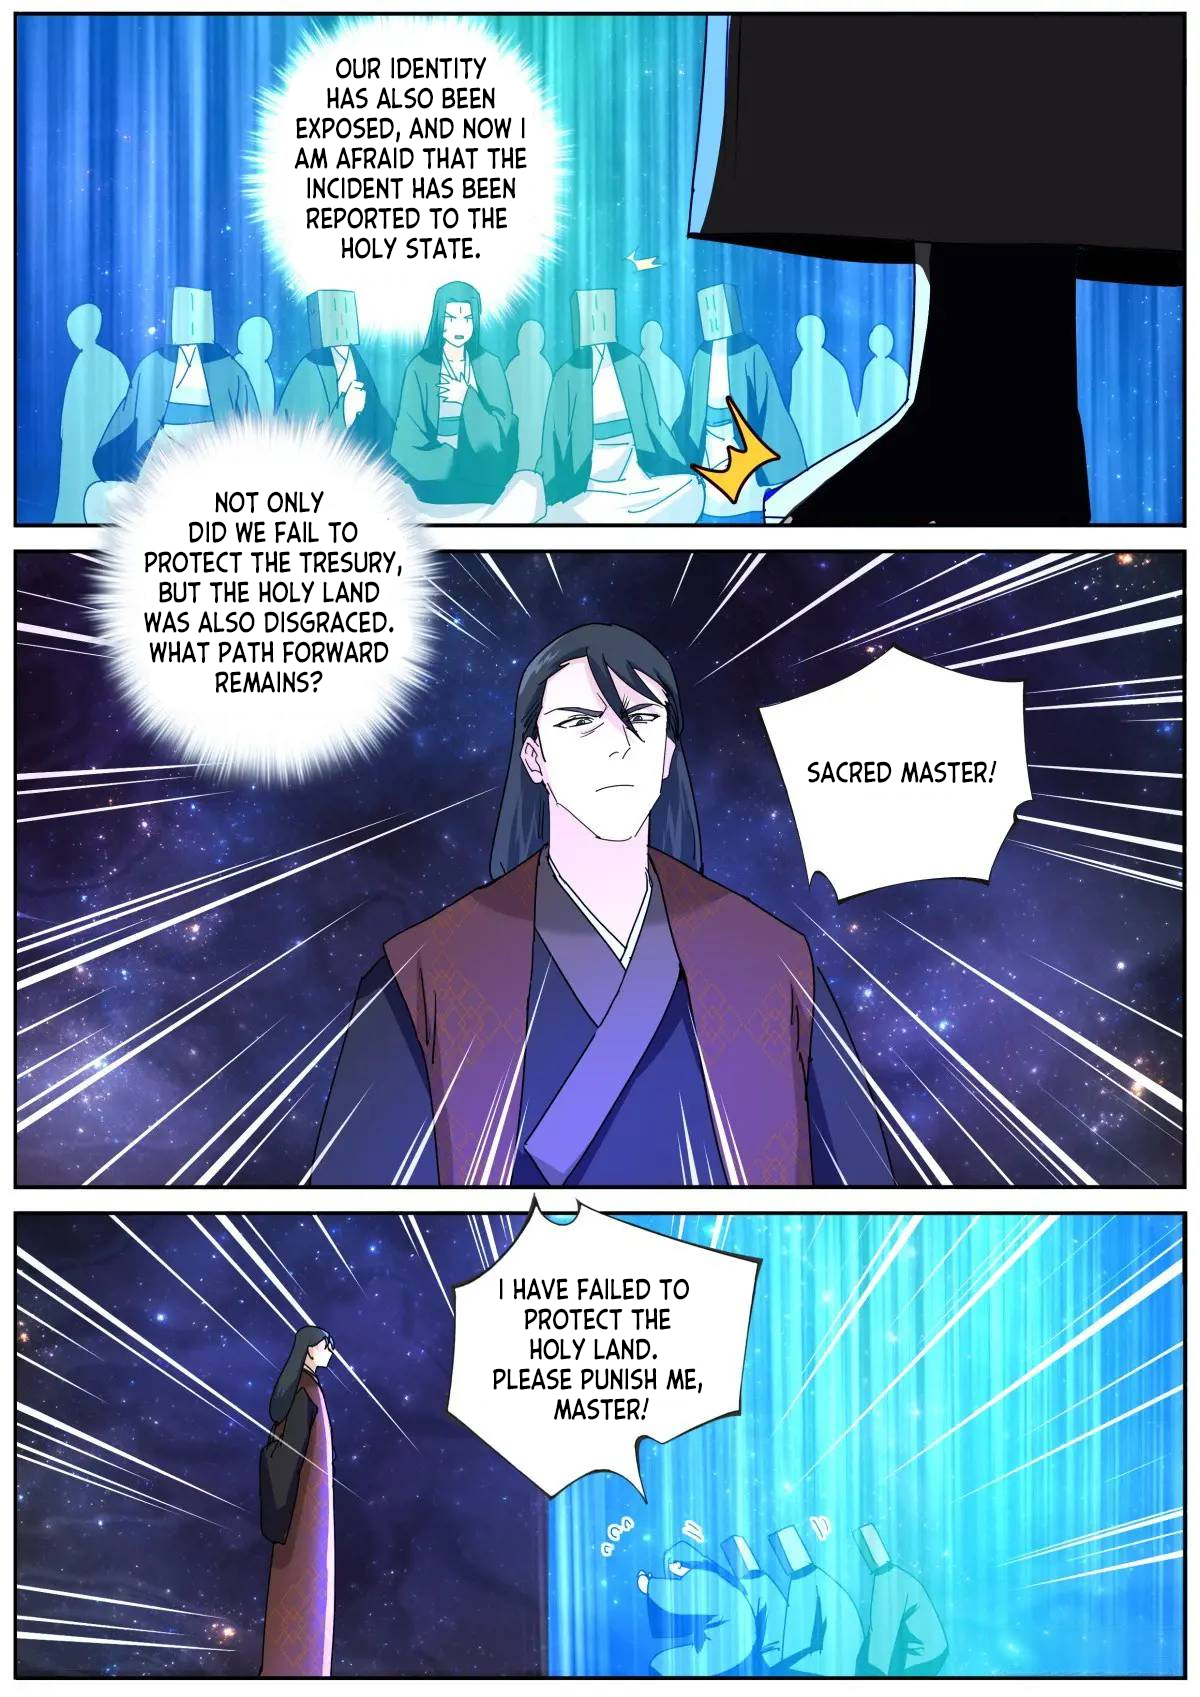 OUR IDENTITY
HAS ALSO BEEN
EXPOSED, AND NOW I
AM AFRAID THAT THE
INCIDENT HAS BEEN
REPORTED TO THE
HOLY STATE.
NOT ONLY
DID WE FAIL TO
PROTECT THE TRESURY,
BUT THE HOLY LAND
WAS ALSO DISGRACED.
WHAT PATH FORWARD
REMAINS?
SACRED MASTER!
I HAVE FAILED TO
PROTECT THE
HOLY LAND.
PLEASE PUNISH ME,
MASTER!